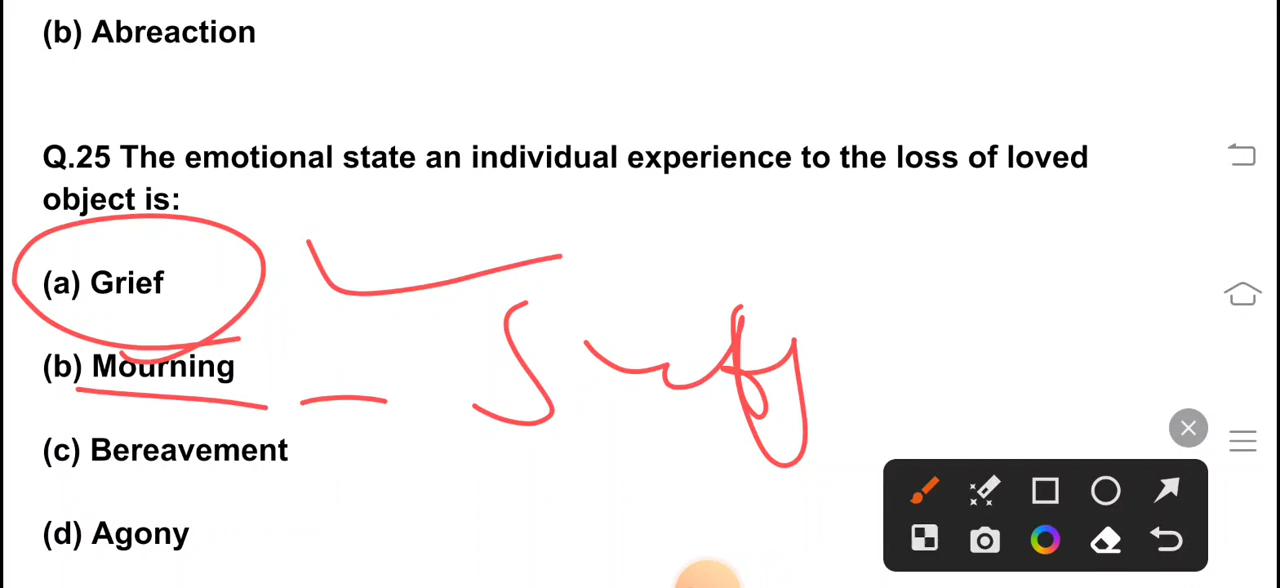 (b) Abreaction
Q.25 The emotional state an individual experience to the loss of loved
object is:
(a) Grief
(b) Mourning
(c) Bereavement
(d) Agony